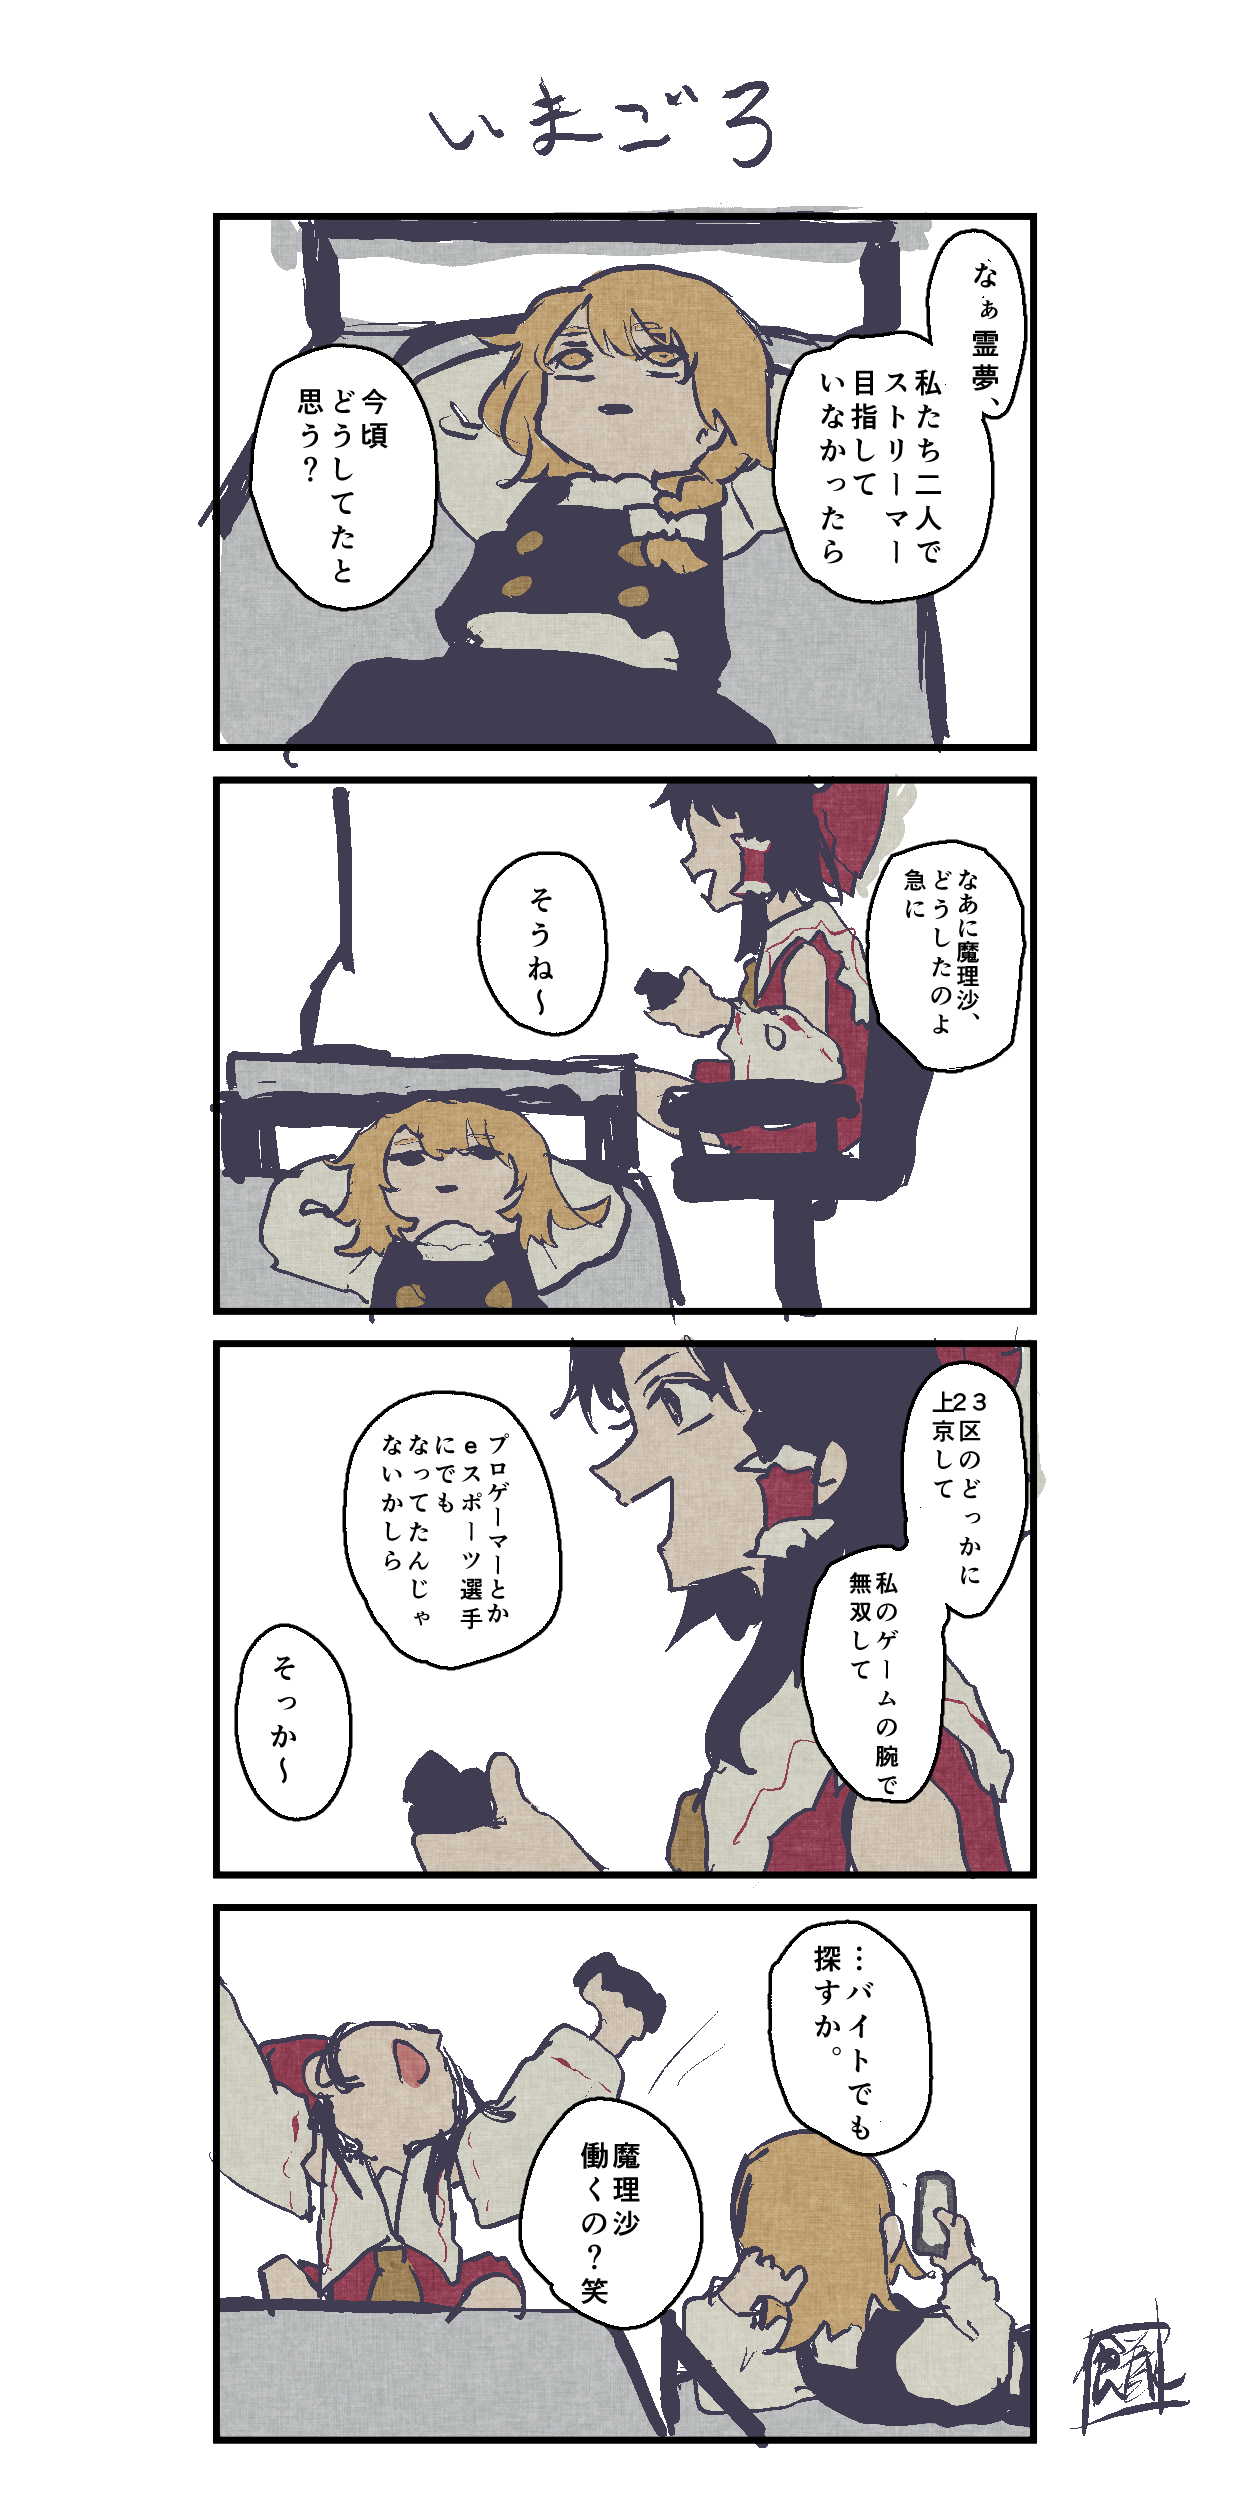 いまごろ
なぁ霊夢、
私たち二人で
ストリーマー
目指して
いなかったら
今頃
どうしてたと
思う？
なあに魔理沙、
どうしたのよ
急に
そうね～
23区のどっかに
上京して
私のゲームの腕で
無双して
プロゲーマーとか
eスポーツ選手
にでも
なってたんじゃ
ないかしら
そっか～
…バイトでも
探すか。
魔理沙
働くの？笑